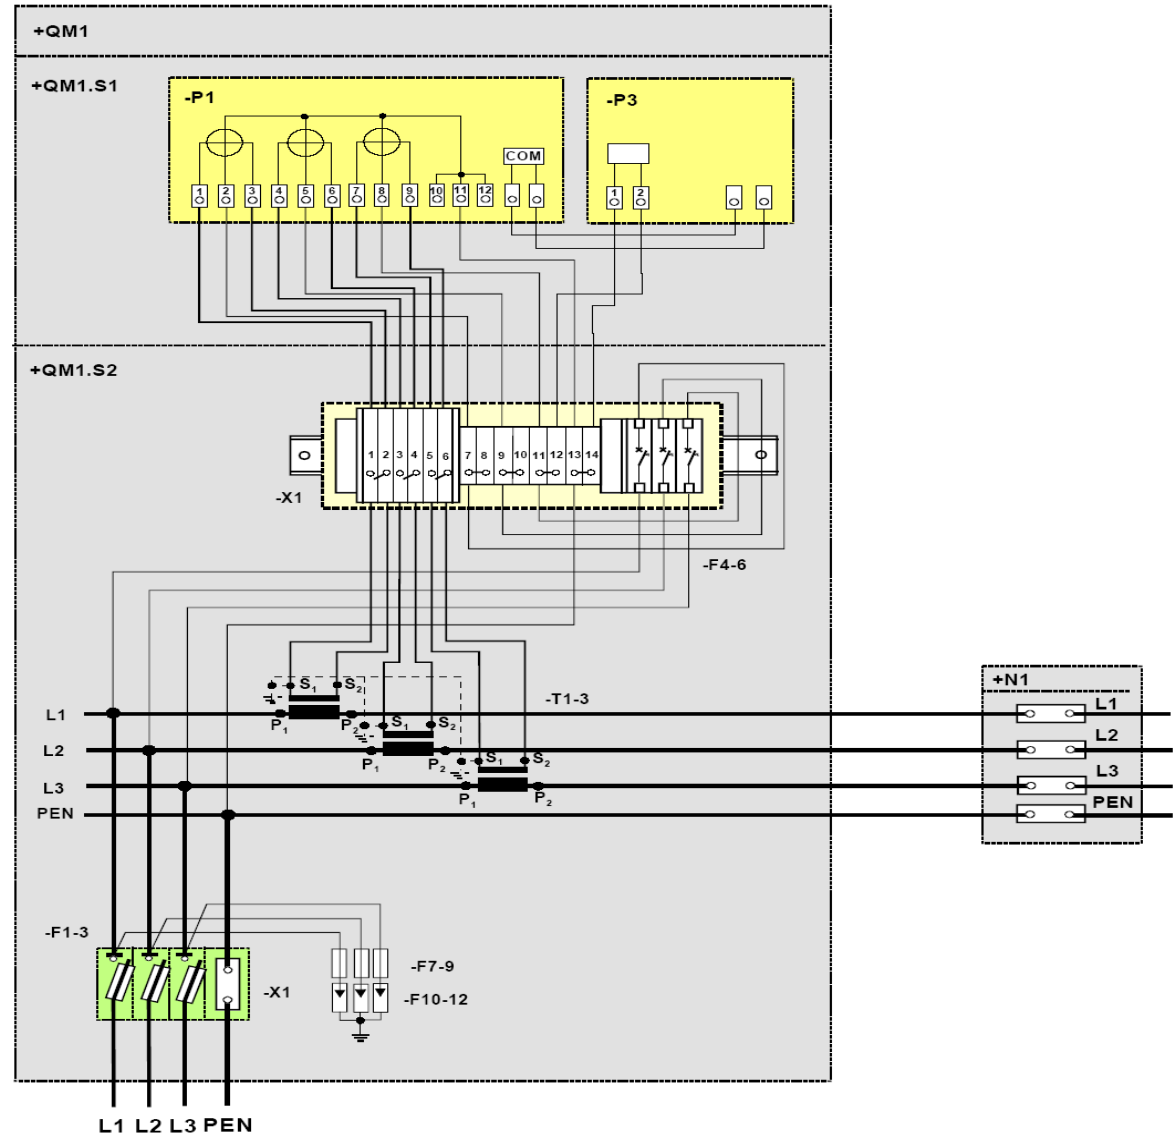 +QM1
+QM1.S1
-P1
-P3
COM
1 2 3 4 5 6 7 8 9 10 11 12
1 2
+QM1.S2
1 2 3 4 5 6 7 8 9 10 11 12 13 14
-X1
-F4-6
S1 S2
-T1-3
+N1
L1
L1
P1 P2
S1 S2
L2
L2
P1 P2
S1 S2
L3
L3
P1 P2
PEN
PEN
-F1-3
-F7-9
-X1
-F10-12
L1 L2 L3 PEN